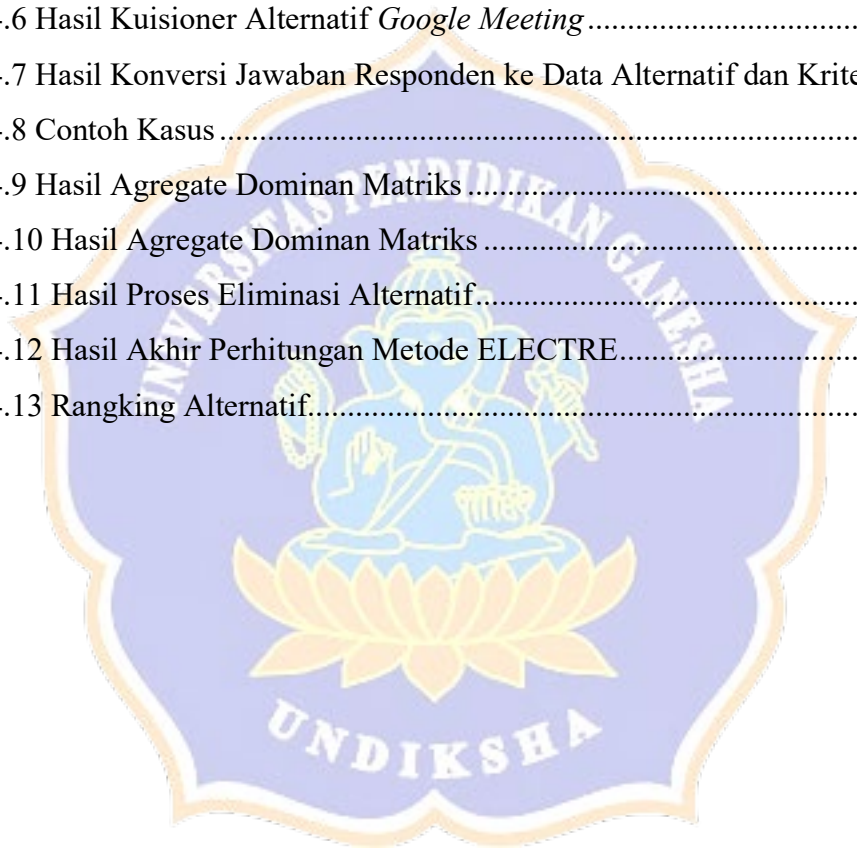 .6 Hasil Kuisioner Alternatif Google Meeting
.7 Hasil Konversi Jawaban Responden ke Data Alternatif dan Krite
.8 Contoh Kasus
.9 Hasil Agregate Dominan Matriks
.10 Hasil Agregate Dominan Matriks
.11 Hasil Proses Eliminasi Alternatif
.12 Hasil Akhir Perhitungan Metode ELECTRE
.13 Rangking Alternatif
UNIVERSITAS PENDIDIKAN GANESHA
UNDIKSHA